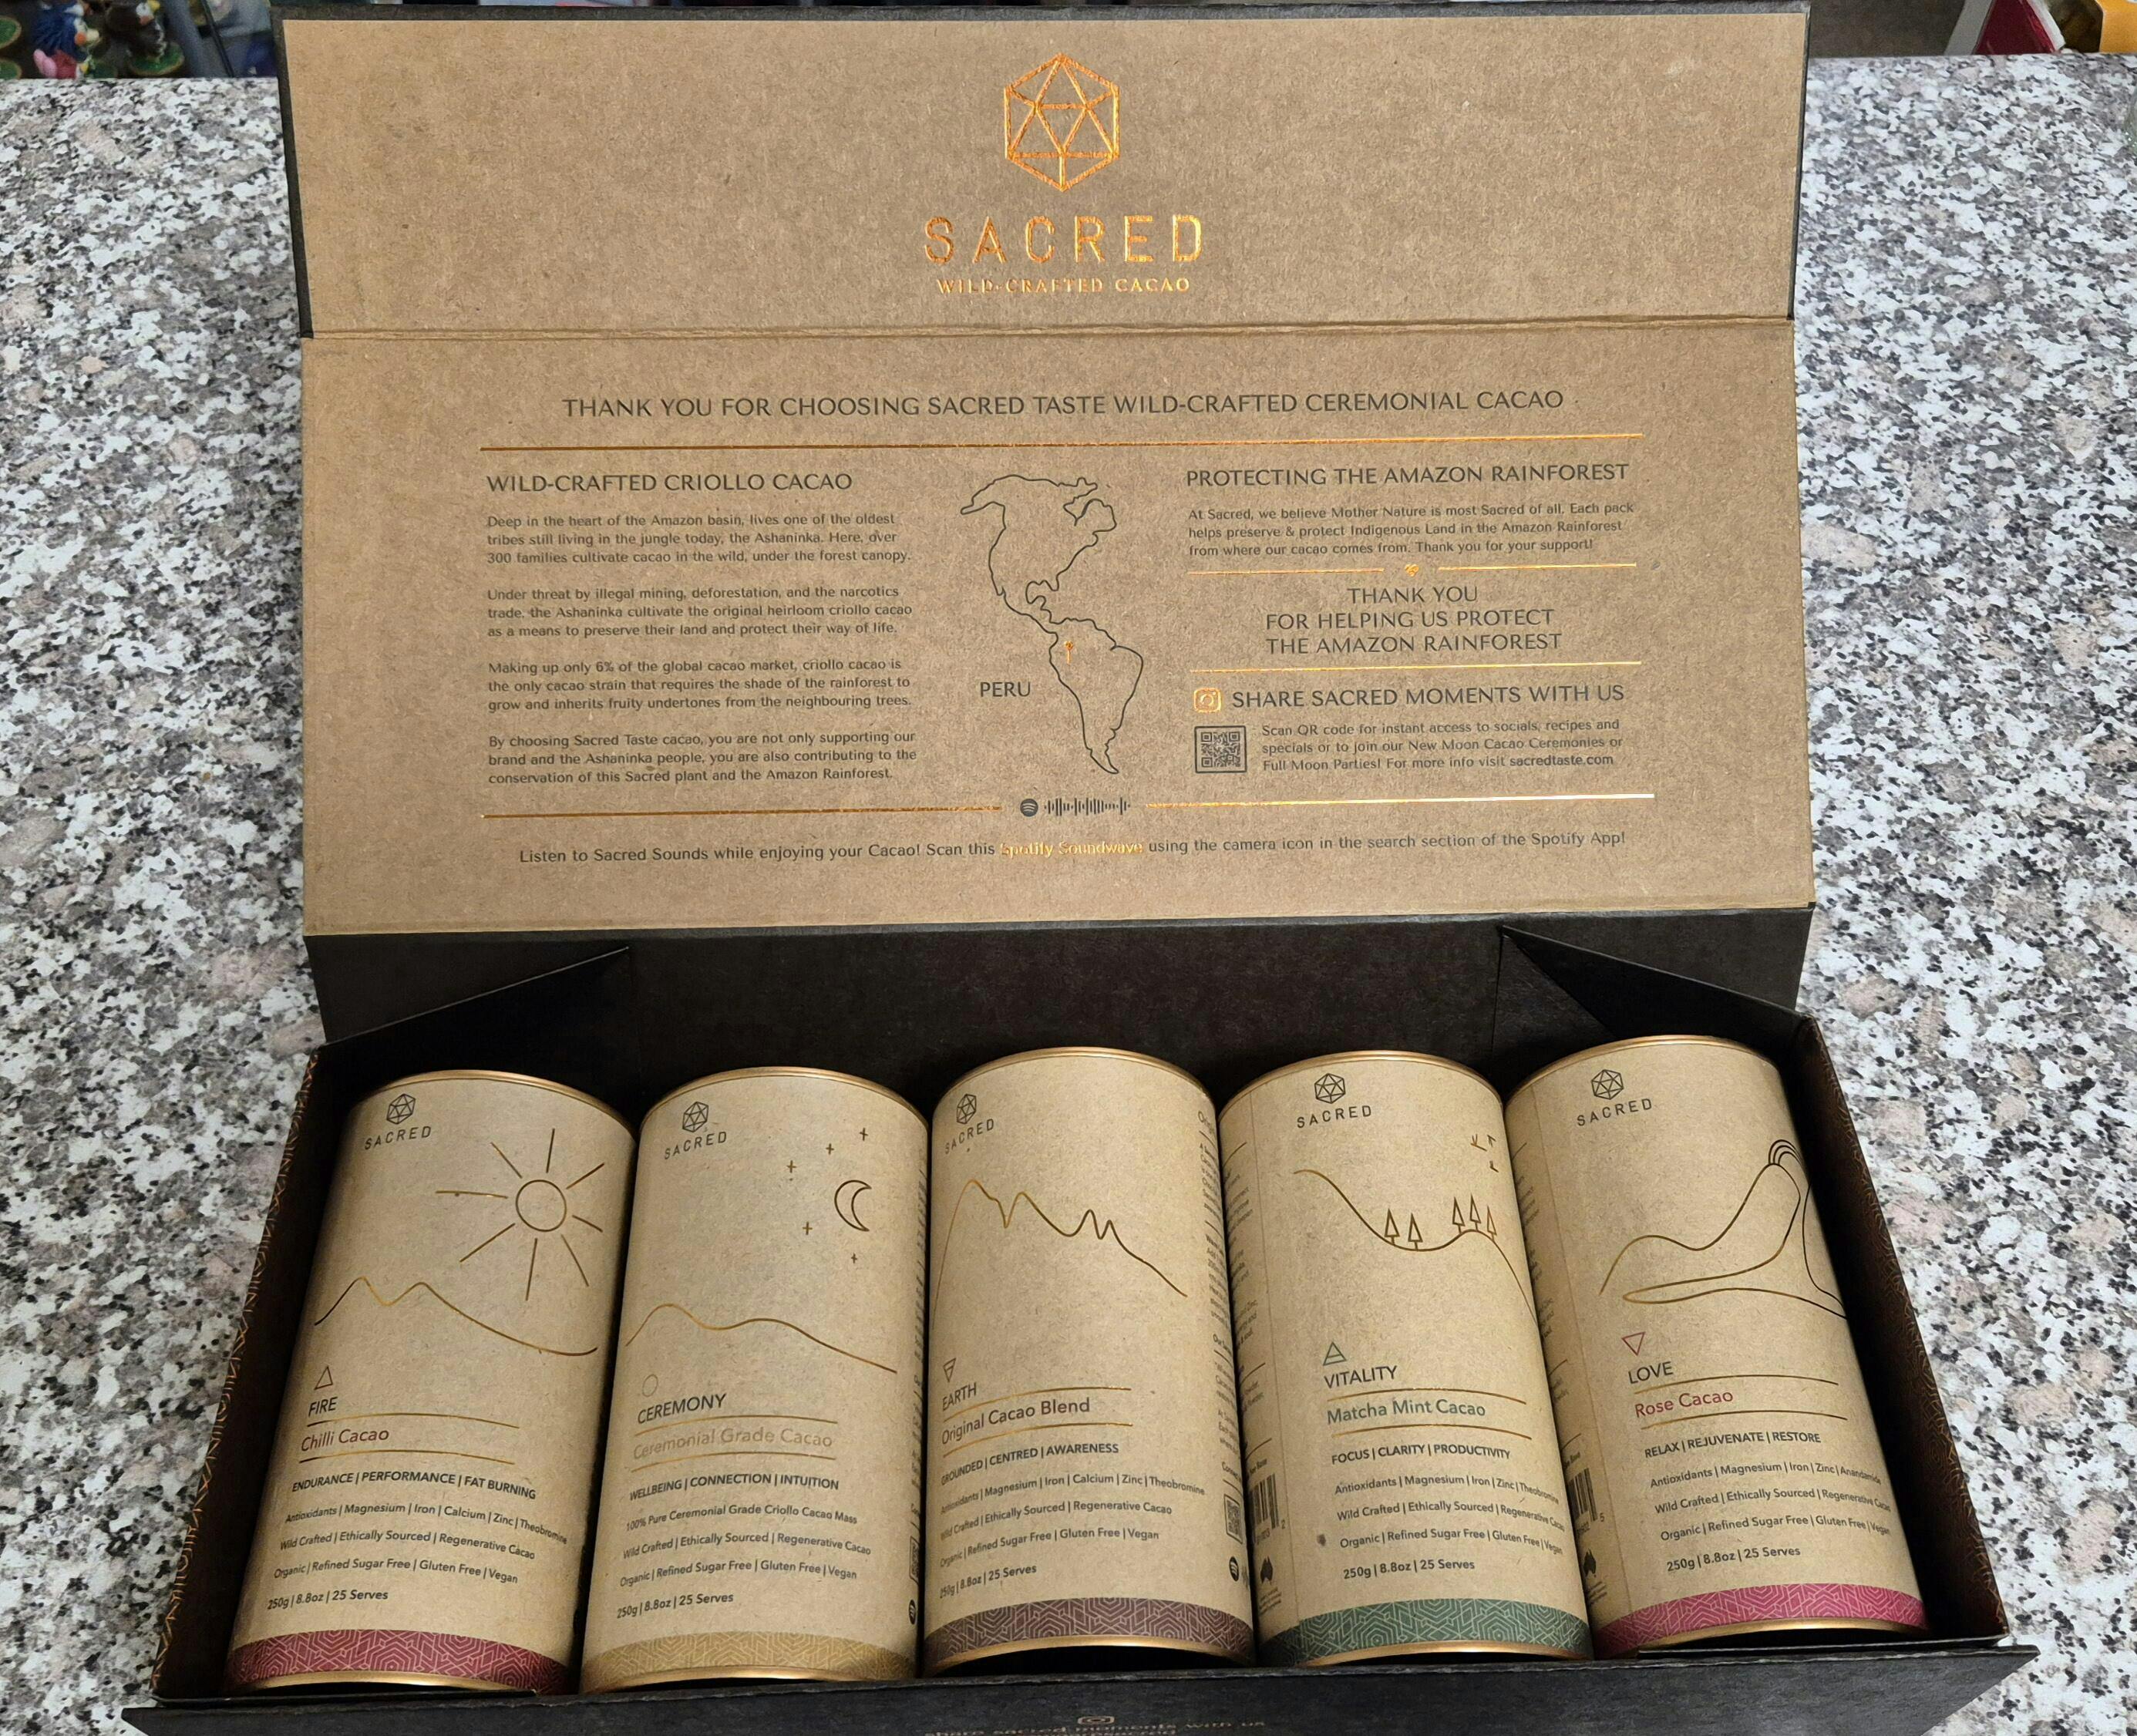 SACRED
WILD-CRAFTED CACAO
THANK YOU FOR CHOOSING SACRED TASTE WILD-CRAFTED CEREMONIAL CACAO
WILD-CRAFTED CRIOLLO CACAO
Deep in the heart of the Amazon basin, lives one of the oldest
tribes still living in the jungle today, the Ashaninka. Here, over
300 families cultivate cacao in the wild, under the forest canopy.
Under threat by illegal mining, deforestation, and the narcotics
trade, the Ashaninka cultivate the original heirloom criollo cacao
as a means to preserve their land and protect their way of life.
Making up only 6% of the global cacao market, criollo cacao is
the only cacao strain that requires the shade of the rainforest to
grow and inherits fruity undertones from the neighbouring trees.
By choosing Sacred Taste cacao, you are not only supporting our
brand and the Ashaninka people, you are also contributing to the
conservation of this Sacred plant and the Amazon Rainforest.
PERU
PROTECTING THE AMAZON RAINFOREST
At Sacred, we believe Mother Nature is most Sacred of all. Each pack
helps preserve & protect Indigenous Land in the Amazon Rainforest
from where our cacao comes from. Thank you for your support!
THANK YOU
FOR HELPING US PROTECT
THE AMAZON RAINFOREST
SHARE SACRED MOMENTS WITH US
Scan QR code for instant access to socials, recipes and
specials or to join our New Moon Cacao Ceremonies or
Full Moon Parties! For more info visit sacredtaste.com
Listen to Sacred Sounds while enjoying your Cacao! Scan this Spotify Soundwave using the camera icon in the search section of the Spotify App!
SACRED
FIRE
Chilli Cacao
ENDURANCE | PERFORMANCE | FAT BURNING
Antioxidants | Magnesium | Iron | Calcium | Zinc | Theobromine
Wild Crafted | Ethically Sourced | Regenerative Cacao
Organic | Refined Sugar Free | Gluten Free | Vegan
250g | 8.8oz | 25 Serves
SACRED
CEREMONY
Ceremonial Grade Cacao
WELLBEING | CONNECTION | INTUITION
100% Pure Ceremonial Grade Criollo Cacao Mass
Wild Crafted | Ethically Sourced | Regenerative Cacao
Organic | Refined Sugar Free | Gluten Free | Vegan
250g | 8.8oz | 25 Serves
SACRED
EARTH
Original Cacao Blend
GROUNDED | CENTRED | AWARENESS
Antioxidants | Magnesium | Iron | Calcium | Zinc | Theobromine
Wild Crafted | Ethically Sourced | Regenerative Cacao
Organic | Refined Sugar Free | Gluten Free | Vegan
250g | 8.8oz | 25 Serves
SACRED
VITALITY
Matcha Mint Cacao
FOCUS | CLARITY | PRODUCTIVITY
Antioxidants | Magnesium | Iron | Zinc | Theobromine
Wild Crafted | Ethically Sourced | Regenerative Cacao
Organic | Refined Sugar Free | Gluten Free | Vegan
250g | 8.8oz | 25 Serves
SACRED
LOVE
Rose Cacao
RELAX | REJUVENATE | RESTORE
Antioxidants | Magnesium | Iron | Zinc | Anandamide
Wild Crafted | Ethically Sourced | Regenerative Cacao
Organic | Refined Sugar Free | Gluten Free | Vegan
250g | 8.8oz | 25 Serves
share sacred moments with us